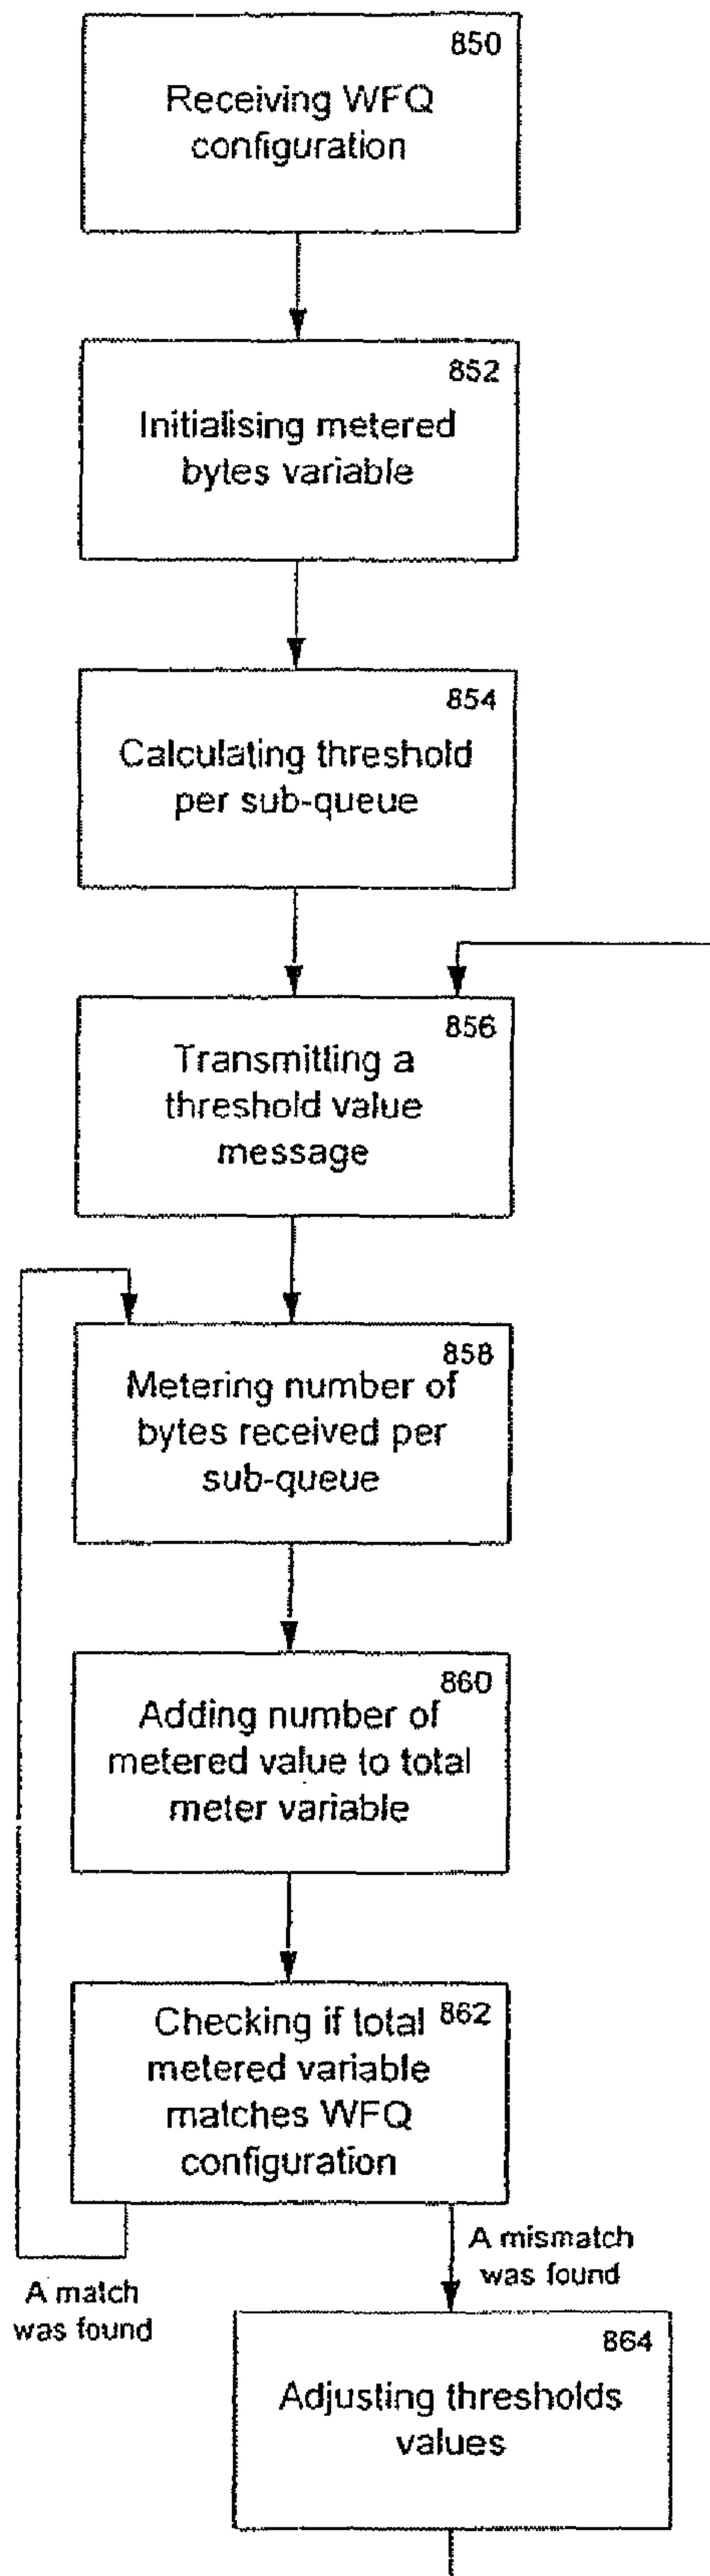 850
Receiving WFQ
configuration
852
Initialising metered
bytes variable
854
Calculating threshold
per sub-queue
856
Transmitting a
threshold value
message
858
Metering number of
bytes received per
sub-queue
860
Adding number of
metered value to total
meter variable
862
Checking if total
metered variable
matches WFQ
configuration
A mismatch
was found
A match
was found
864
Adjusting thresholds
values